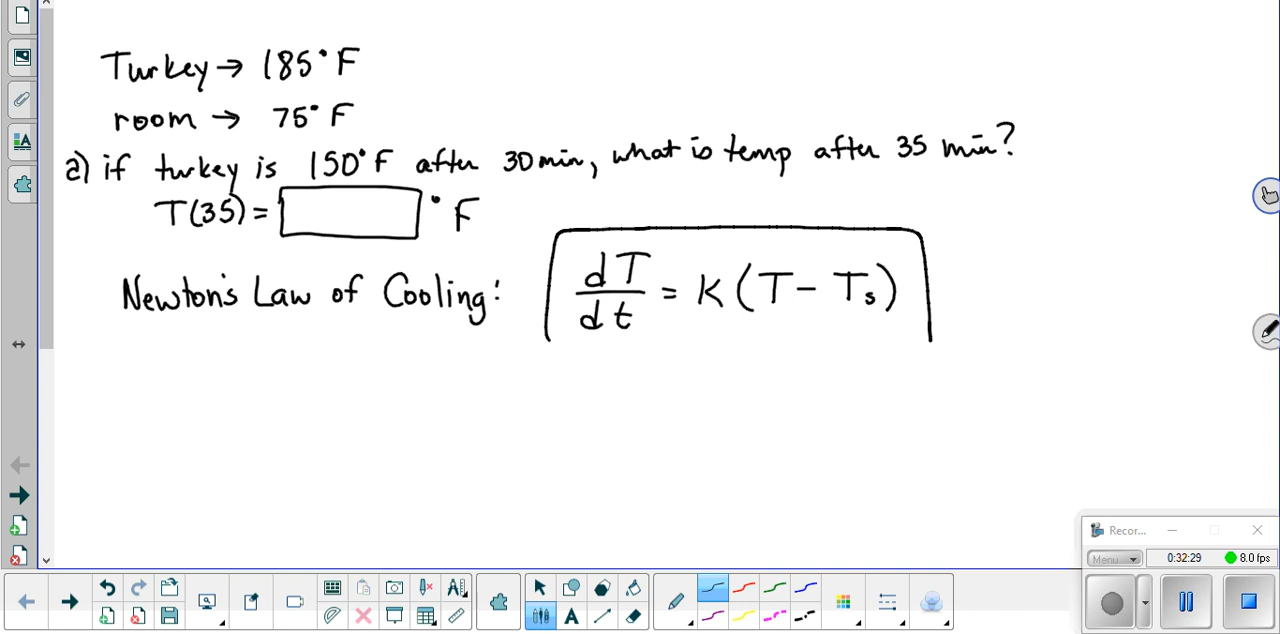 Turkey → 185°F
room → 75°F
a) if turkey is 150°F after 30 min, what is temp after 35 min?
T(35) = °F
Newton's Law of Cooling: dT/dt = K(T - Ts)
Recor...
Menu 0:32:29 8.0 fps